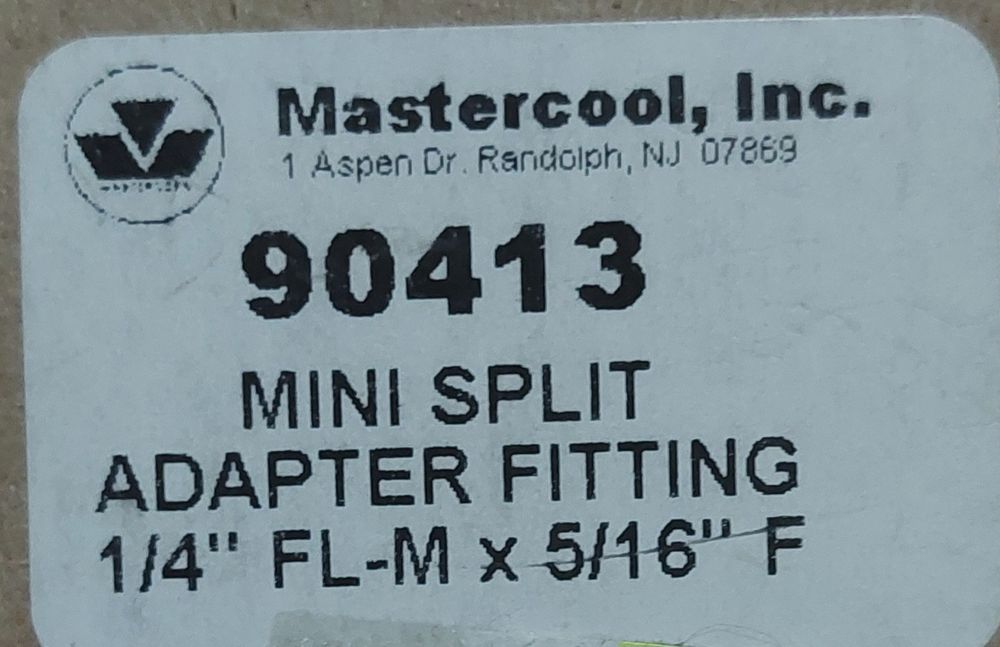 Mastercool, Inc.
1 Aspen Dr. Randolph, NJ 07869
90413
MINI SPLIT
ADAPTER FITTING
1/4" FL-M x 5/16" F